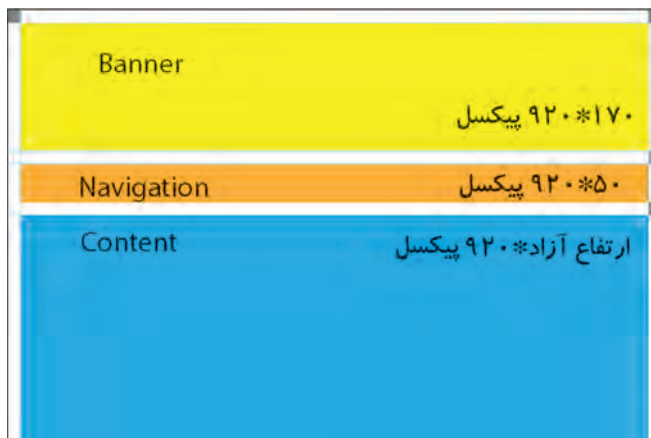 Banner
۱۷۰*۹۲۰ پیکسل
Navigation
۵۰*۹۲۰ پیکسل
Content
ارتفاع آزاد*۹۲۰ پیکسل